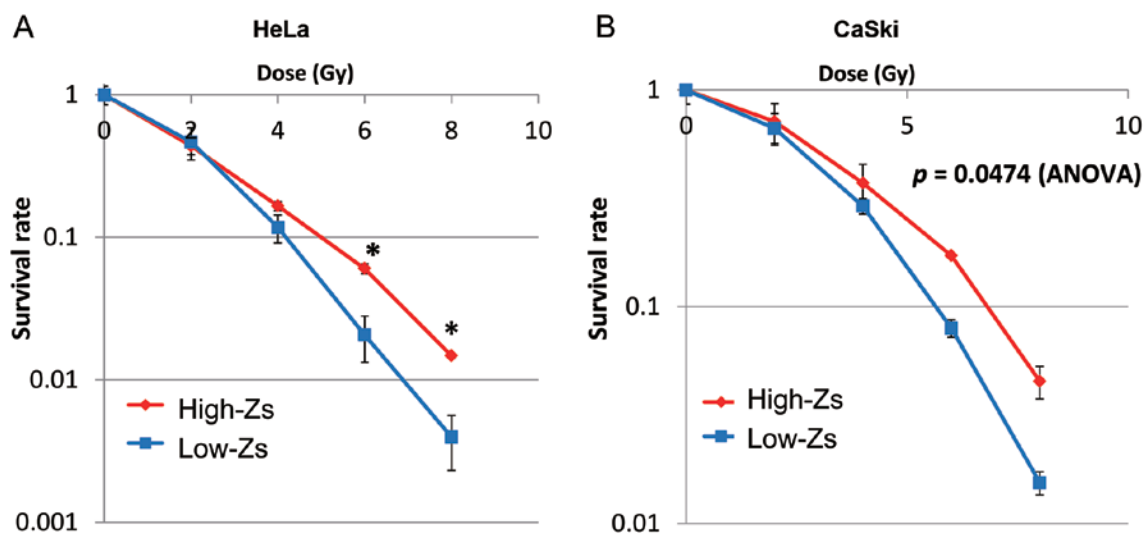 A
HeLa
Dose (Gy)
1
0
2
4
6
8
10
0.1
*
*
0.01
0.001
Survival rate
High-Zs
Low-Zs
B
CaSki
Dose (Gy)
1
0
5
10
p = 0.0474 (ANOVA)
0.1
0.01
Survival rate
High-Zs
Low-Zs